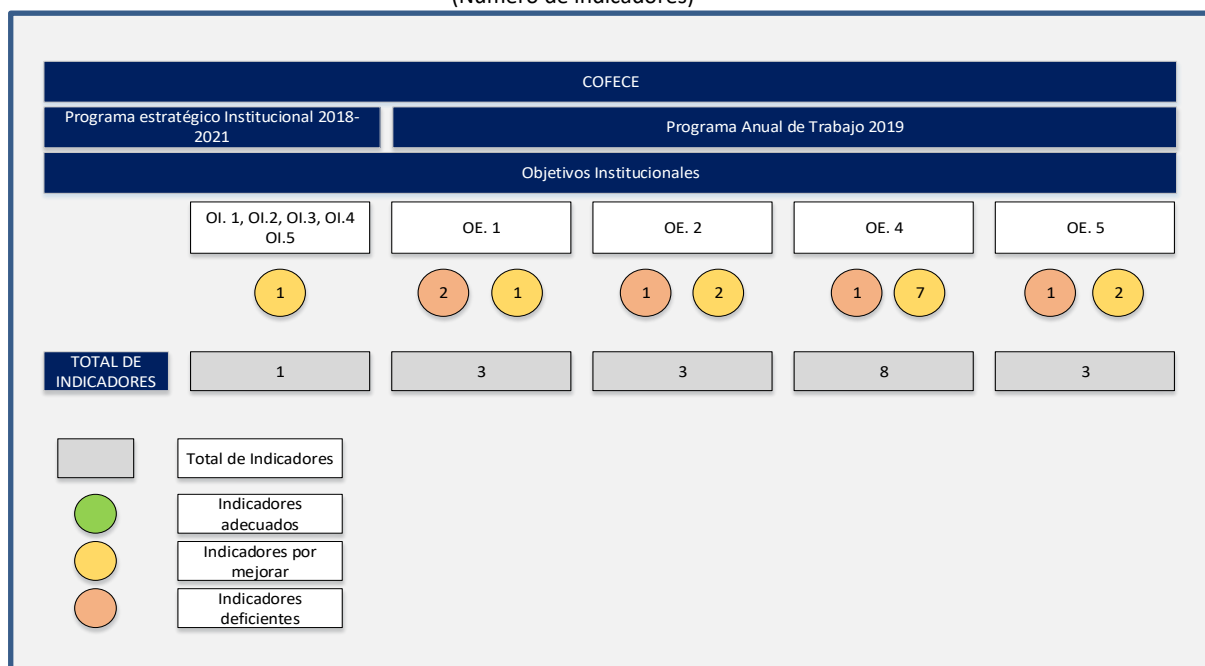 (Número de Indicadores)
COFECE
Programa estratégico Institucional 2018-
2021
Programa Anual de Trabajo 2019
Objetivos Institucionales
OI. 1, OI.2, OI.3, OI.4
OI.5
OE. 1
OE. 2
OE. 4
OE. 5
1
2
1
1
2
1
7
1
2
TOTAL DE
INDICADORES
1
3
3
8
3
Total de Indicadores
Indicadores
adecuados
Indicadores por
mejorar
Indicadores
deficientes